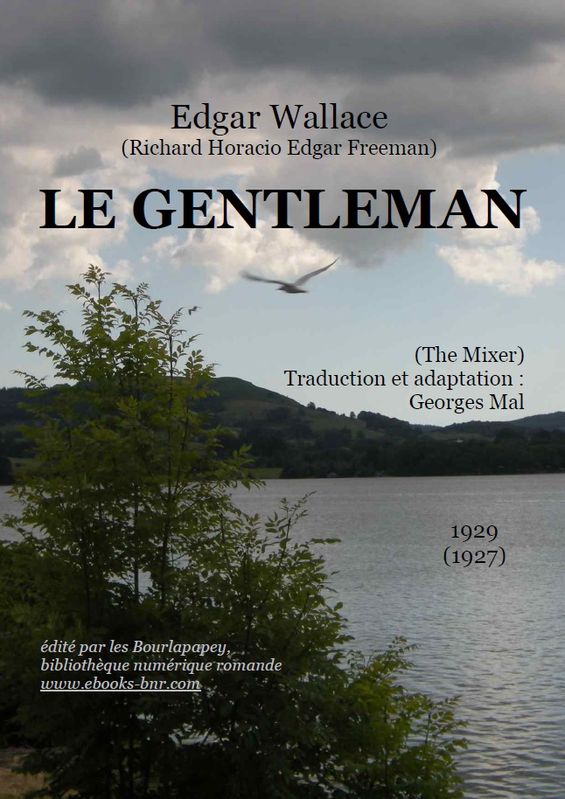 Edgar Wallace
(Richard Horacio Edgar Freeman)
LE GENTLEMAN
(The Mixer)
Traduction et adaptation :
Georges Mal
1929
(1927)
édité par les Bourlapapey,
bibliothèque numérique romande
www.ebooks-bnr.com